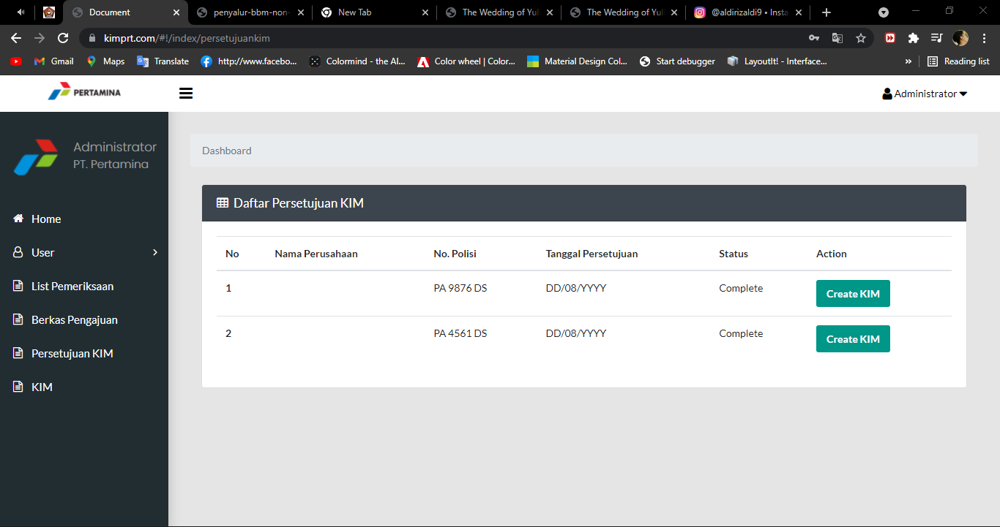 Document
penyalur-bbm-non-
New Tab
The Wedding of Yul
The Wedding of Yul
@aldirizaldi9 • Insta
kimprt.com/#!/index/persetujuankim
Gmail
Maps
Translate
http://www.facebo...
Colormind - the AI...
Color wheel | Color...
Material Design Col...
Start debugger
LayoutIt! - Interface...
»
Reading list
PERTAMINA
Administrator
Administrator
PT. Pertamina
Home
User
List Pemeriksaan
Berkas Pengajuan
Persetujuan KIM
KIM
Dashboard
Daftar Persetujuan KIM
No Nama Perusahaan No. Polisi Tanggal Persetujuan Status Action
1 PA 9876 DS DD/08/YYYY Complete Create KIM
2 PA 4561 DS DD/08/YYYY Complete Create KIM